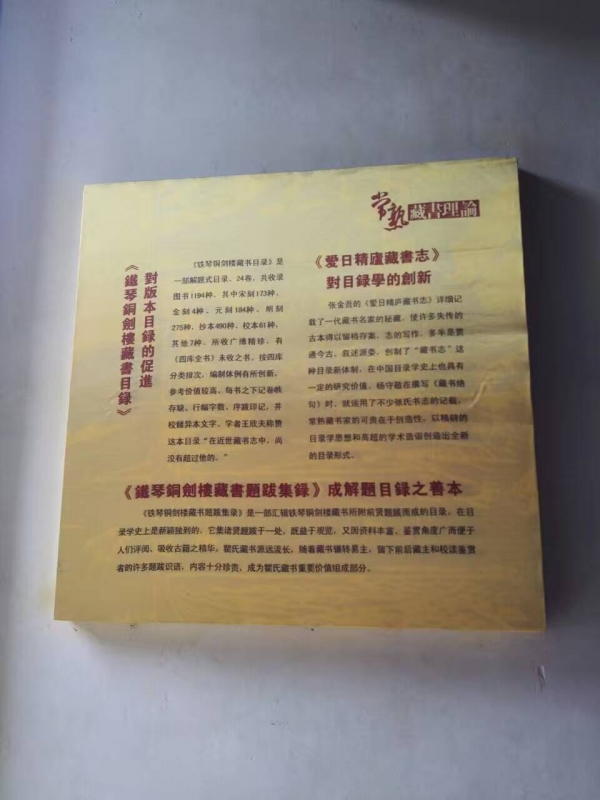 常熟藏書理論
《鐵琴銅劍樓藏書目録》
對版本目録的促進
《铁琴铜剑楼藏书目录》是
一部解题式目录。24卷，共收录
图书1194种。其中宋刻173种，
金刻4种、元刻184种、明刻
275种，抄本490种，校本61种，
其他7种。所收广博精珍，有
《四库全书》未收之书，按四库
分类排次，编制体例有所创新，
参考价值较高，每书之下记卷帙
存缺、行幅字数、序跋印记，并
校雠异本文字。学者王欣夫称赞
这本目录“在近世藏书志中，尚
没有超过他的。”
《愛日精廬藏書志》
對目録學的創新
张金吾的《爱日精庐藏书志》详细记
载了一代藏书名家的秘藏，使许多失传的
古本得以留档存案。志的写作，多半是贯
通今古，叙述源委，创制了“藏书志”这
种目录新体制，在中国目录学史上也具有
一定的研究价值。杨守敬在撰写《藏书绝
句》时，就运用了不少张氏书志的记载。
常熟藏书家的可贵在于创造性，以精辟的
目录学思想和高超的学术造诣创造出全新
的目录形式。
《鐵琴銅劍樓藏書題跋集録》成解題目録之善本
《铁琴铜剑楼藏书题跋集录》是一部汇辑铁琴铜剑楼藏书所附前贤题跋而成的目录，在目
录学史上是新颖独到的，它集诸贤题跋于一处，既益于观览，又因资料丰富、鉴赏角度广而便于
人们评阅、吸收古籍之精华。瞿氏藏书源远流长，随着藏书辗转易主，留下前后藏主和校读鉴赏
者的许多题跋识语，内容十分珍贵，成为瞿氏藏书重要价值组成部分。